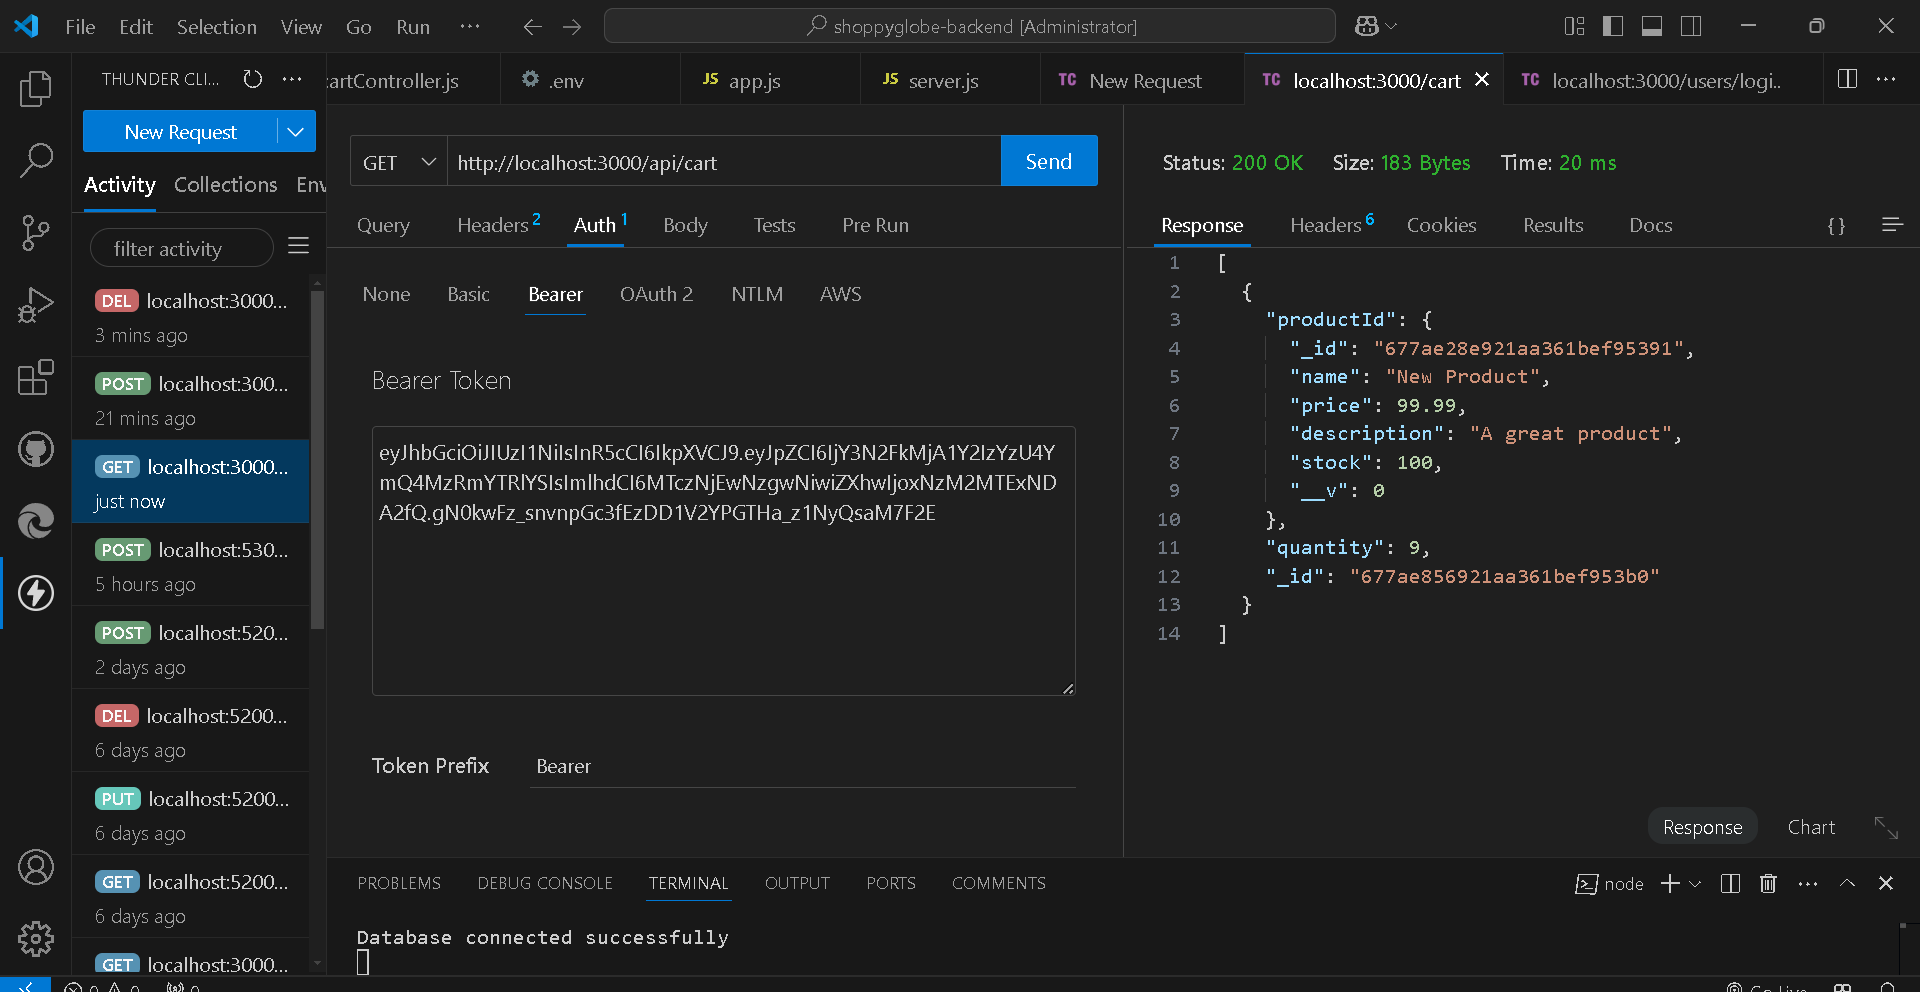 File Edit Selection View Go Run ···
shoppyglobe-backend [Administrator]
THUNDER CLI...
cartController.js
.env
JS app.js
JS server.js
TC New Request
TC localhost:3000/cart
TC localhost:3000/users/logi..
New Request
Activity Collections Env
filter activity
DEL localhost:3000...
3 mins ago
POST localhost:300...
21 mins ago
GET localhost:3000...
just now
POST localhost:530...
5 hours ago
POST localhost:520...
2 days ago
DEL localhost:5200...
6 days ago
PUT localhost:5200...
6 days ago
GET localhost:5200...
6 days ago
GET localhost:3000...
GET http://localhost:3000/api/cart Send
Query Headers 2 Auth 1 Body Tests Pre Run
None Basic Bearer OAuth 2 NTLM AWS
Bearer Token
eyJhbGciOiJIUzI1NiIsInR5cCI6IkpXVCJ9.eyJpZCI6IjY3N2FkMjA1Y2IzYzU4Y
mQ4MzRmYTRlYSIsImlhdCI6MTczNjEwNzgwNiwiZXhwIjoxNzM2MTExND
A2fQ.gN0kwFz_snvnpGc3fEzDD1V2YPGTHa_z1NyQsaM7F2E
Token Prefix Bearer
Status: 200 OK Size: 183 Bytes Time: 20 ms
Response Headers 6 Cookies Results Docs {}
1 [
2 {
3 "productId": {
4 "_id": "677ae28e921aa361bef95391",
5 "name": "New Product",
6 "price": 99.99,
7 "description": "A great product",
8 "stock": 100,
9 "__v": 0
10 },
11 "quantity": 9,
12 "_id": "677ae856921aa361bef953b0"
13 }
14 ]
Response Chart
PROBLEMS DEBUG CONSOLE TERMINAL OUTPUT PORTS COMMENTS
node
Database connected successfully
0 0 0
Go Live